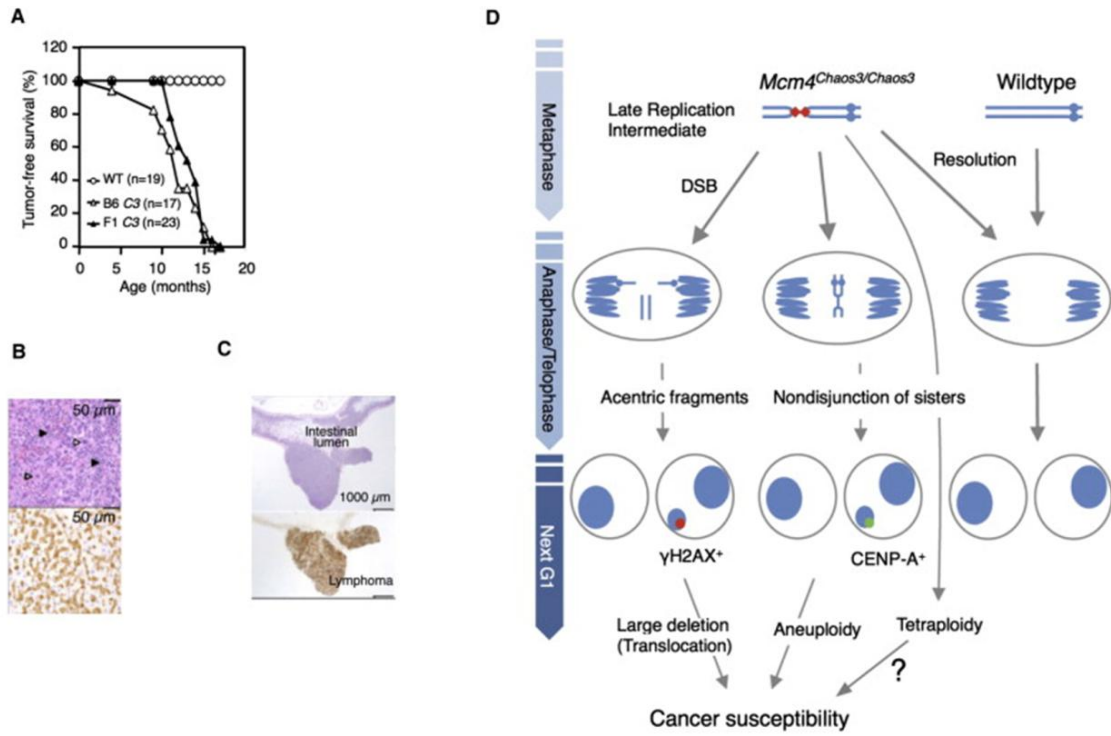 A
Tumor-free survival (%)
120
100
80
60
40
20
0
WT (n=19)
B6 C3 (n=17)
F1 C3 (n=23)
0 5 10 15 20
Age (months)
B
50 µm
50 µm
C
Intestinal
lumen
1000 µm
Lymphoma
D
Metaphase
Anaphase/Telophase
Next G1
Mcm4Chaos3/Chaos3
Wildtype
Late Replication
Intermediate
DSB
Resolution
Acentric fragments
Nondisjunction of sisters
γH2AX⁺
CENP-A⁺
Large deletion
(Translocation)
Aneuploidy
Tetraploidy
?
Cancer susceptibility